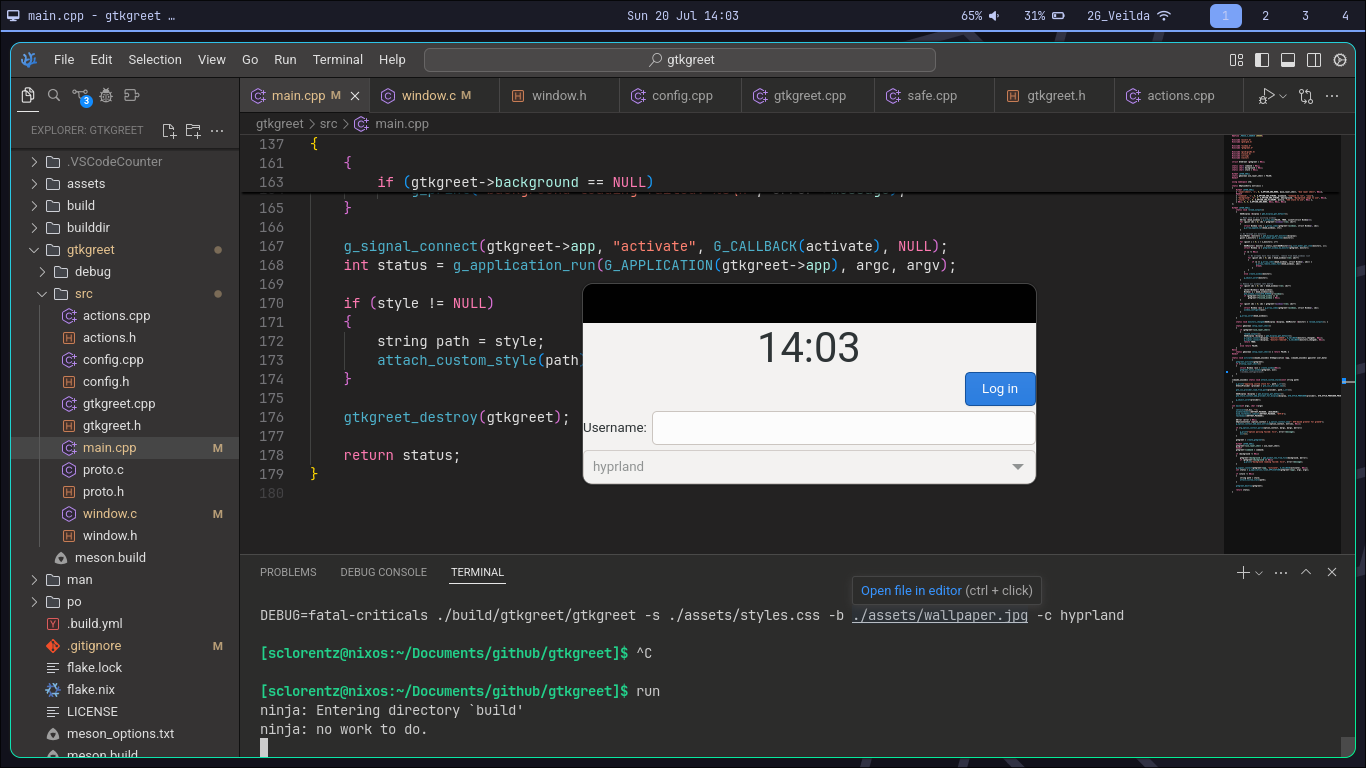 main.cpp - gtkgreet …
Sun 20 Jul 14:03
65%
31%
2G_Veilda
1
2
3
4
File Edit Selection View Go Run Terminal Help
gtkgreet
3
main.cpp M
window.c M
window.h
config.cpp
gtkgreet.cpp
safe.cpp
gtkgreet.h
actions.cpp
EXPLORER: GTKGREET
.VSCodeCounter
assets
build
builddir
gtkgreet
debug
src
actions.cpp
actions.h
config.cpp
config.h
gtkgreet.cpp
gtkgreet.h
main.cpp M
proto.c
proto.h
window.c M
window.h
meson.build
man
po
.build.yml
.gitignore M
flake.lock
flake.nix
LICENSE
meson_options.txt
meson.build
gtkgreet > src > main.cpp
137 {
161 {
163 if (gtkgreet->background == NULL)
165 }
166
167 g_signal_connect(gtkgreet->app, "activate", G_CALLBACK(activate), NULL);
168 int status = g_application_run(G_APPLICATION(gtkgreet->app), argc, argv);
169
170 if (style != NULL)
171 {
172 string path = style;
173 attach_custom_style(path)
174 }
175
176 gtkgreet_destroy(gtkgreet);
177
178 return status;
179 }
180
14:03
Log in
Username:
hyprland
PROBLEMS DEBUG CONSOLE TERMINAL
Open file in editor (ctrl + click)
DEBUG=fatal-criticals ./build/gtkgreet/gtkgreet -s ./assets/styles.css -b ./assets/wallpaper.jpg -c hyprland
[sclorentz@nixos:~/Documents/github/gtkgreet]$ ^C
[sclorentz@nixos:~/Documents/github/gtkgreet]$ run
ninja: Entering directory `build'
ninja: no work to do.